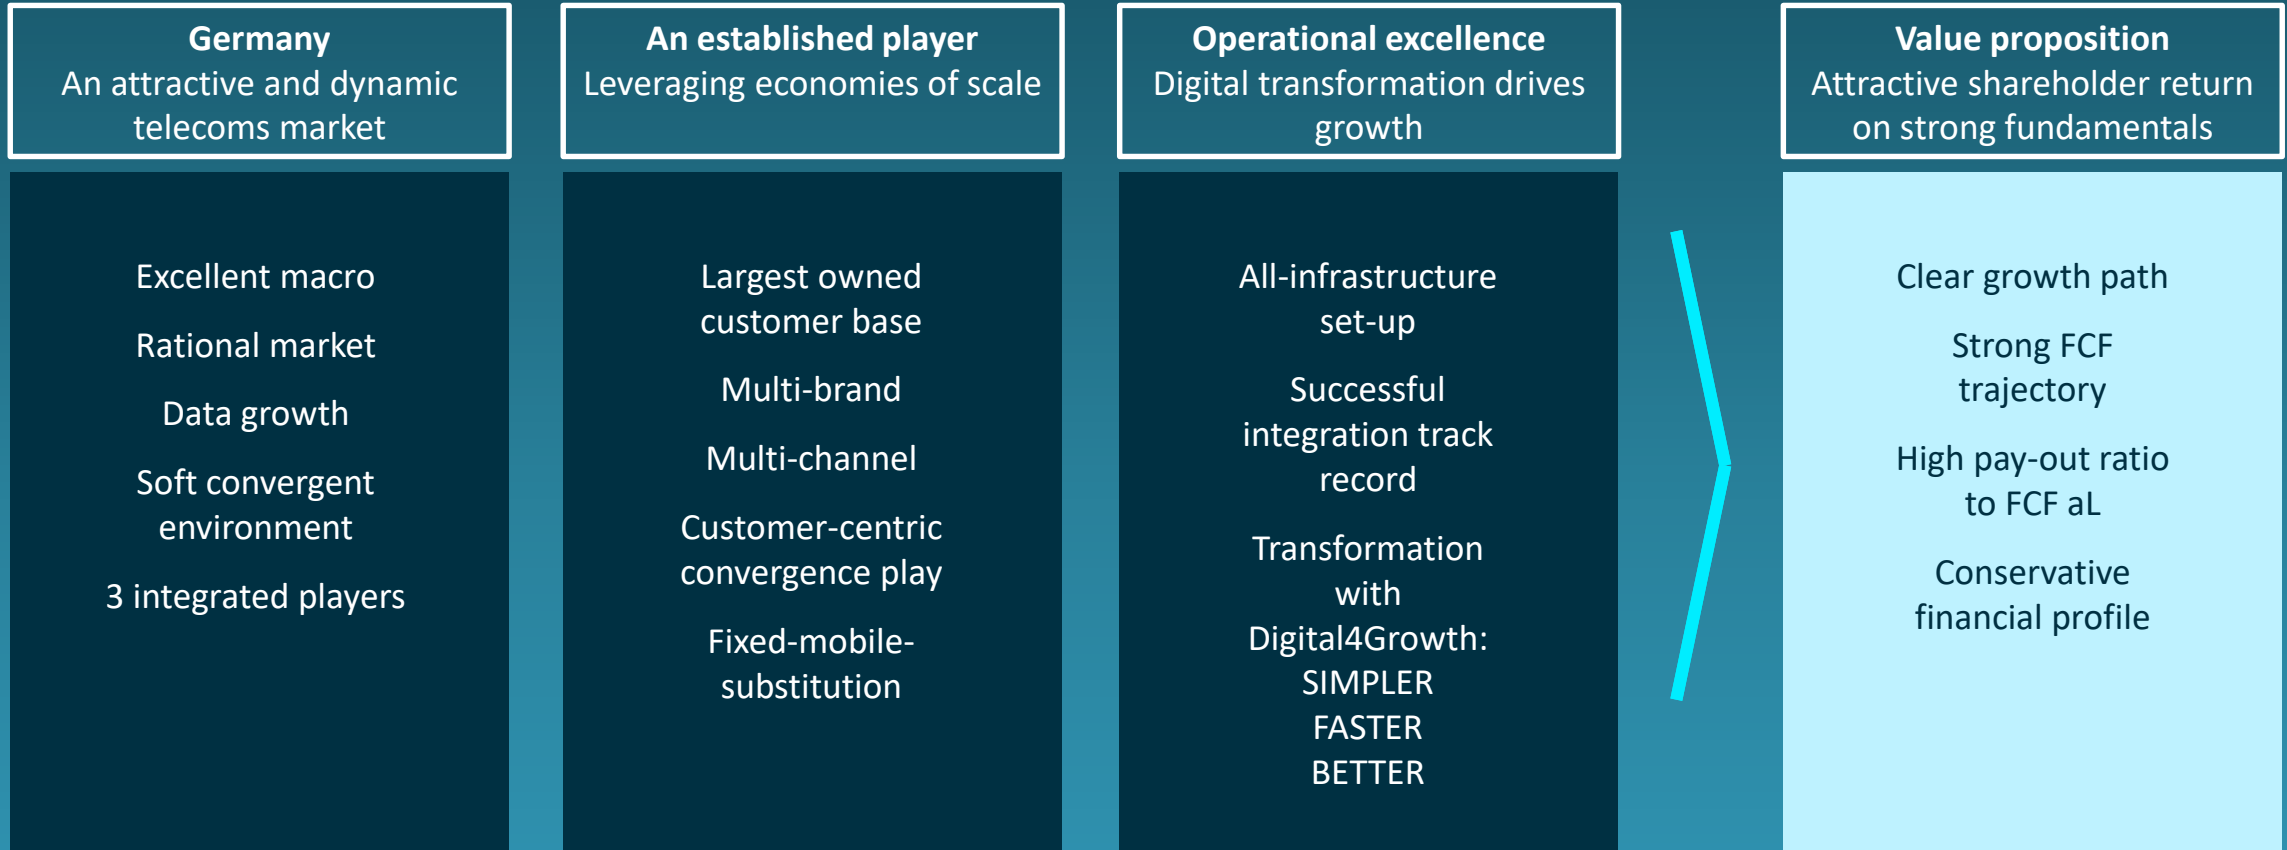 Germany
An attractive and dynamic
telecoms market
Excellent macro
Rational market
Data growth
Soft convergent
environment
3 integrated players
An established player
Leveraging economies of scale
Largest owned
customer base
Multi-brand
Multi-channel
Customer-centric
convergence play
Fixed-mobile-
substitution
Operational excellence
Digital transformation drives
growth
All-infrastructure
set-up
Successful
integration track
record
Transformation
with
Digital4Growth:
SIMPLER
FASTER
BETTER
Value proposition
Attractive shareholder return
on strong fundamentals
Clear growth path
Strong FCF
trajectory
High pay-out ratio
to FCF aL
Conservative
financial profile